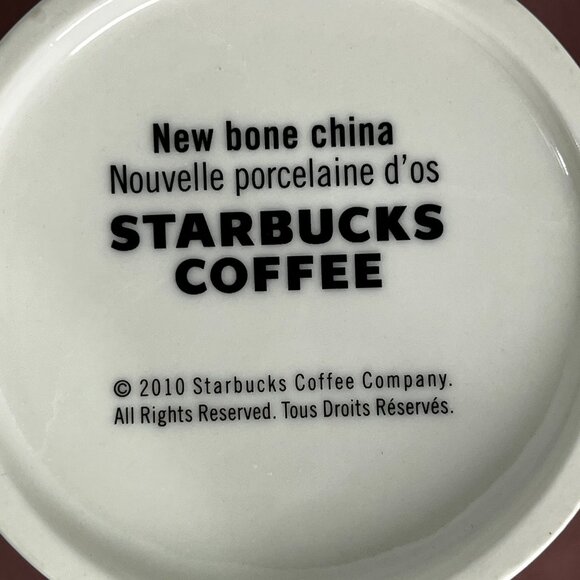 New bone china
Nouvelle porcelaine d'os
STARBUCKS
COFFEE
© 2010 Starbucks Coffee Company.
All Rights Reserved. Tous Droits Réservés.